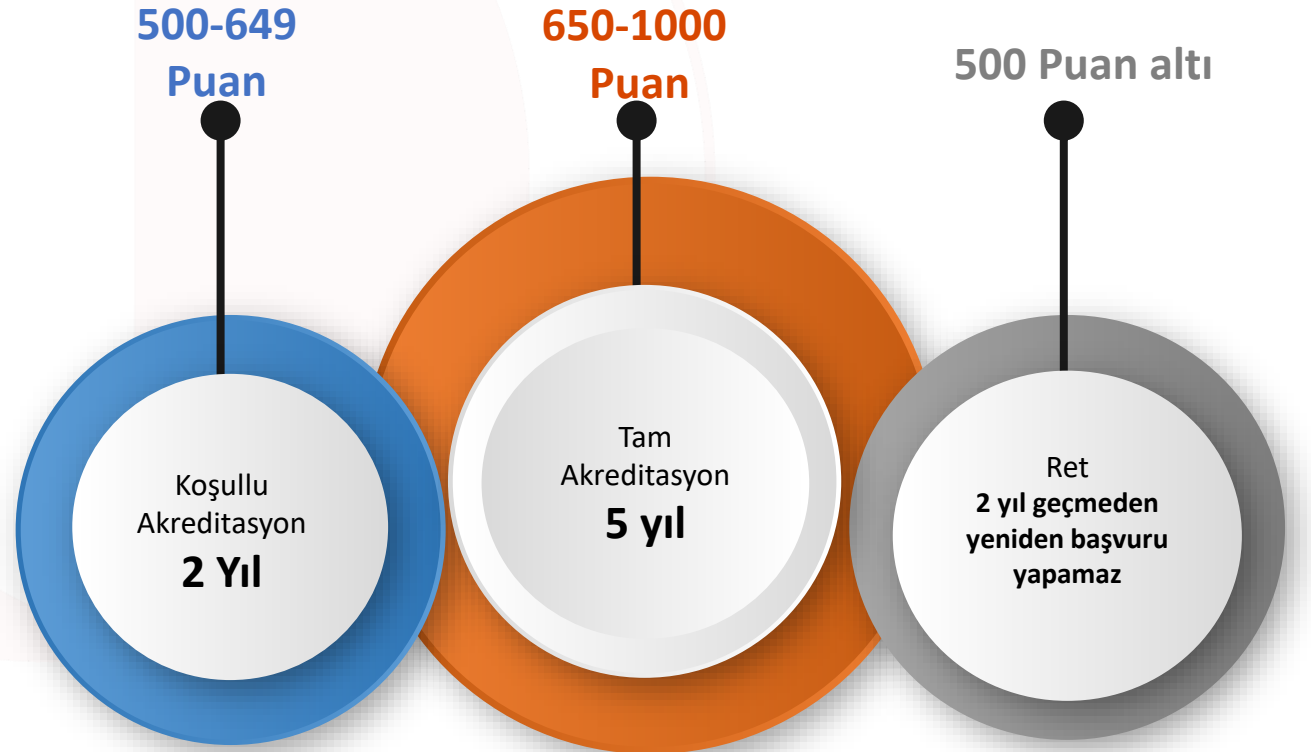 500-649
Puan
650-1000
Puan
500 Puan altı
Koşullu
Akreditasyon
2 Yıl
Tam
Akreditasyon
5 yıl
Ret
2 yıl geçmeden
yeniden başvuru
yapamaz